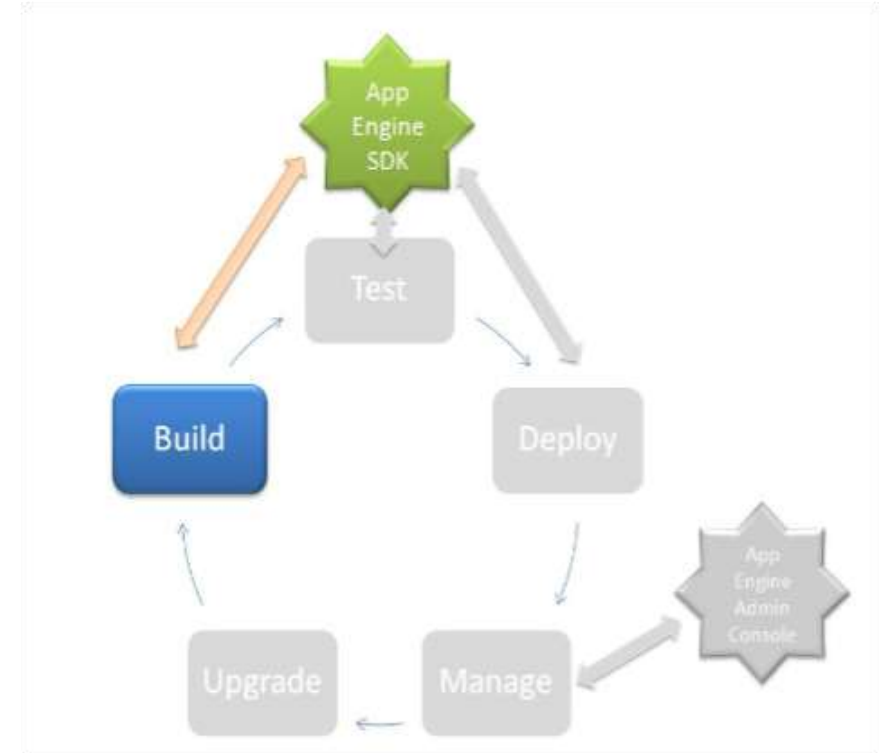 App
Engine
SDK
Test
Build
Deploy
App
Engine
Admin
Console
Upgrade
Manage